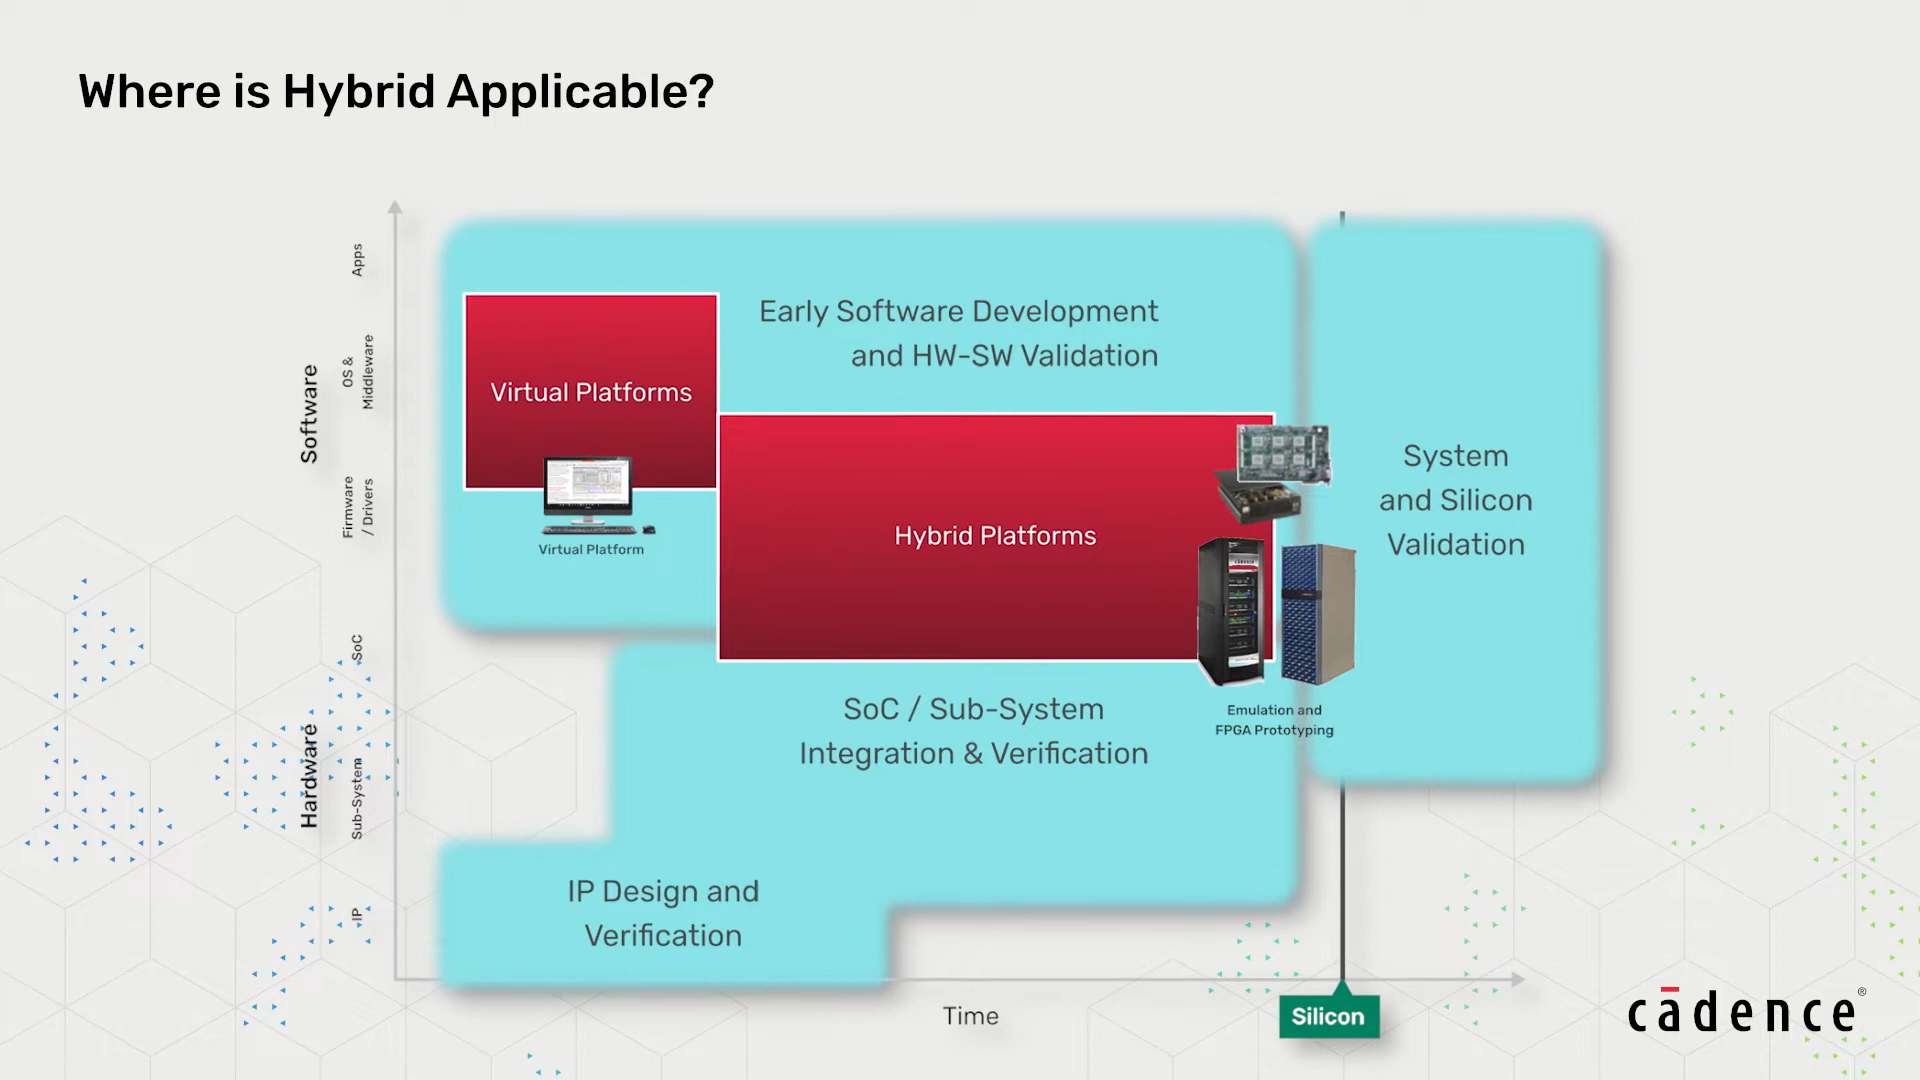 Where is Hybrid Applicable?
Software
Apps
OS &
Middleware
Firmware
/ Drivers
Hardware
SoC
Sub-System
IP
Early Software Development
and HW-SW Validation
Virtual Platforms
Virtual Platform
Hybrid Platforms
System
and Silicon
Validation
cādence
Emulation and
FPGA Prototyping
SoC / Sub-System
Integration & Verification
IP Design and
Verification
Time
Silicon
cādence®